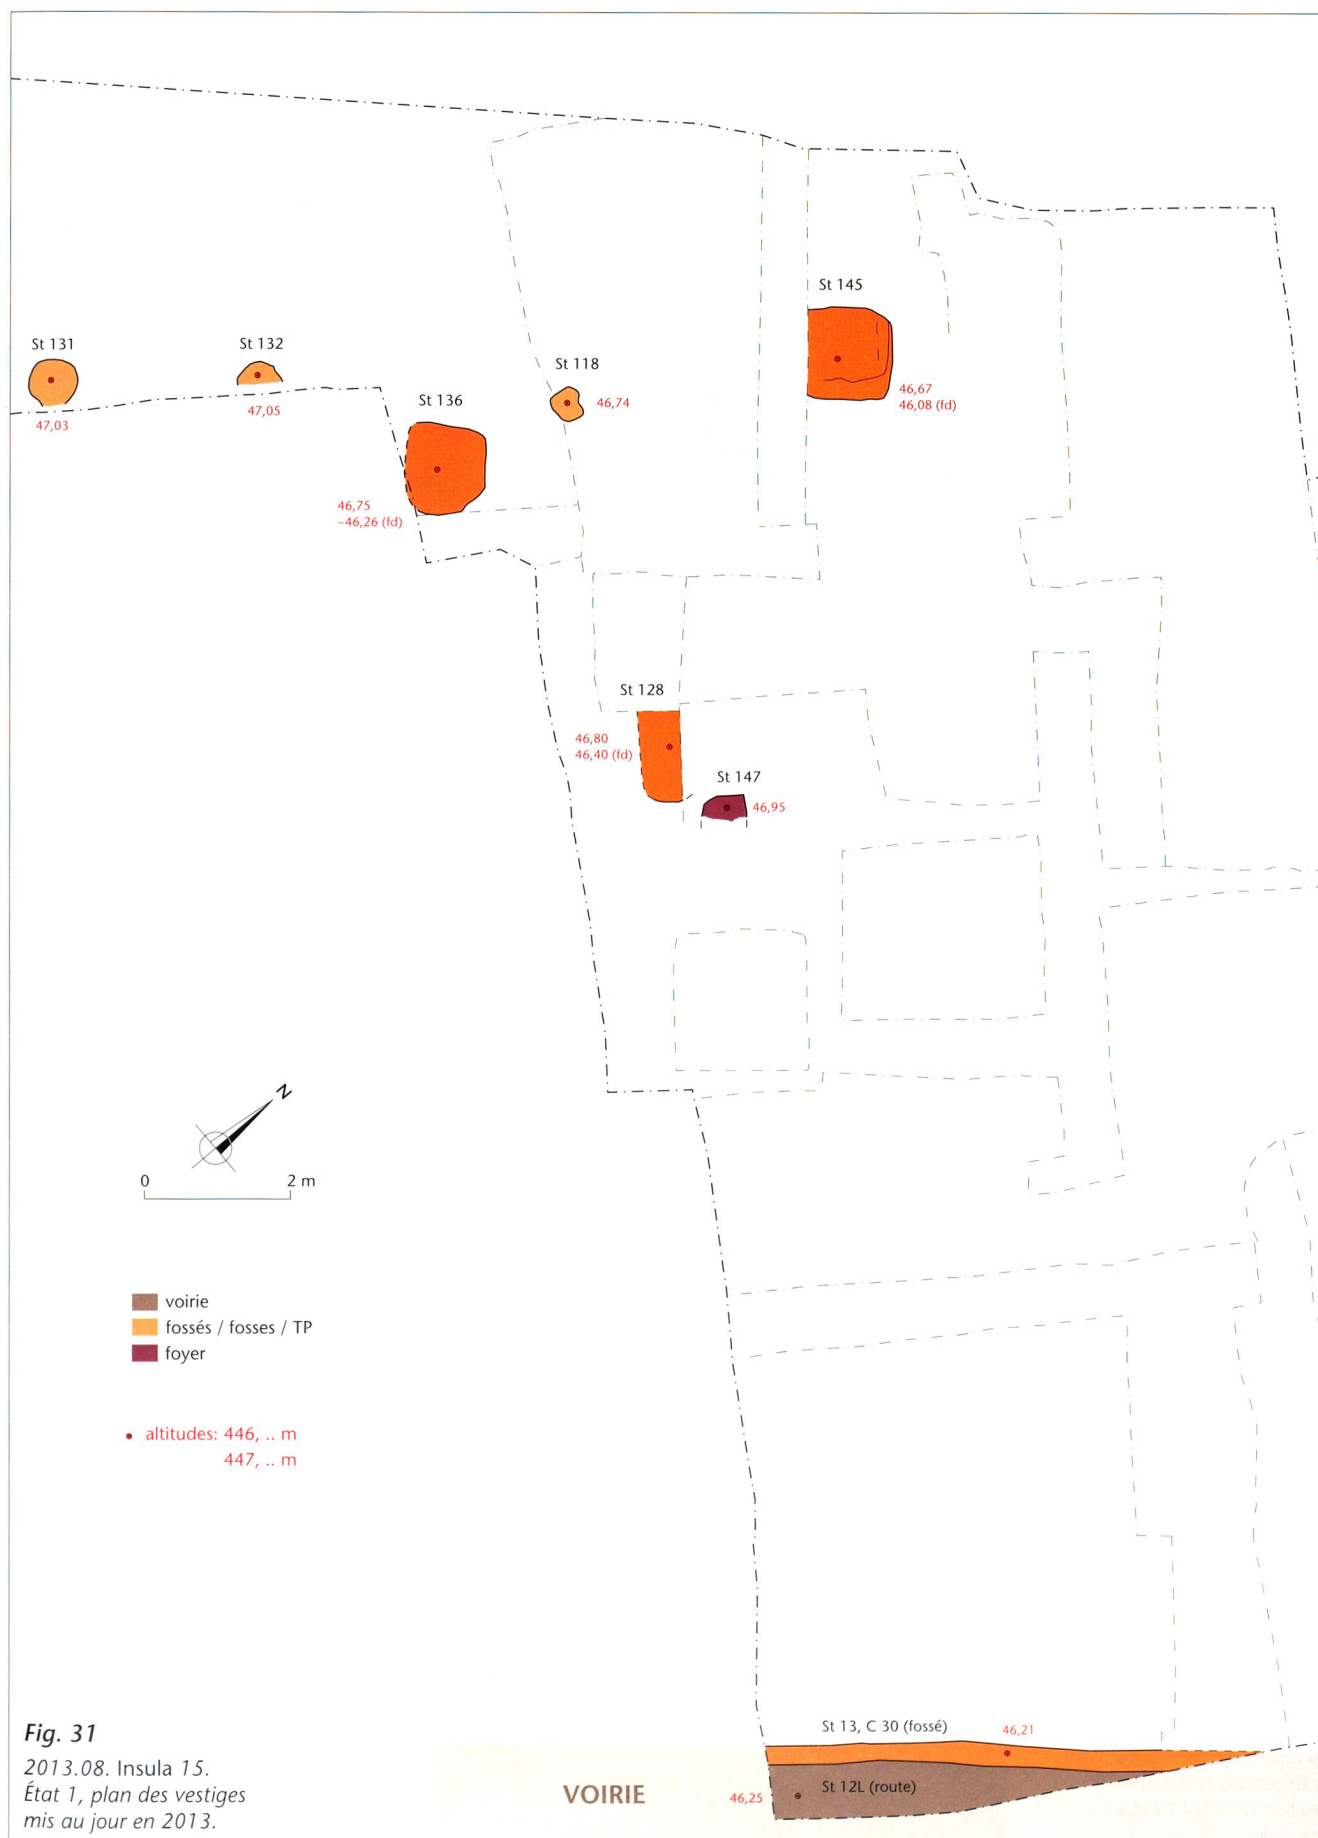 St 145
St 131
St 132
St 118
St 136
46,74
46,67
46,08 (fd)
47,03
47,05
46,75
~46,26 (fd)
St 128
46,80
46,40 (fd)
St 147
46,95
N
0 2 m
voirie
fossés / fosses / TP
foyer
altitudes: 446, .. m
447, .. m
St 13, C 30 (fossé)
46,21
St 12L (route)
46,25
VOIRIE
Fig. 31
2013.08. Insula 15.
État 1, plan des vestiges
mis au jour en 2013.